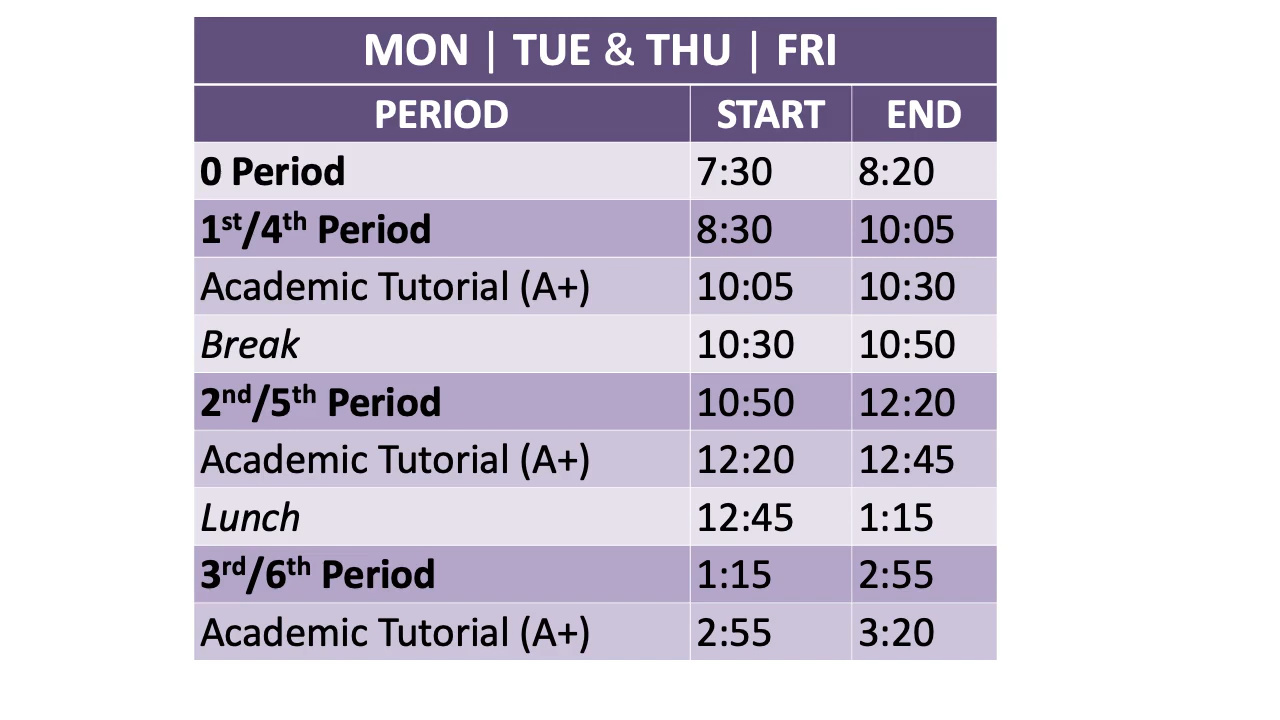 MON | TUE & THU | FRI
PERIOD START END
0 Period 7:30 8:20
1st/4th Period 8:30 10:05
Academic Tutorial (A+) 10:05 10:30
Break 10:30 10:50
2nd/5th Period 10:50 12:20
Academic Tutorial (A+) 12:20 12:45
Lunch 12:45 1:15
3rd/6th Period 1:15 2:55
Academic Tutorial (A+) 2:55 3:20